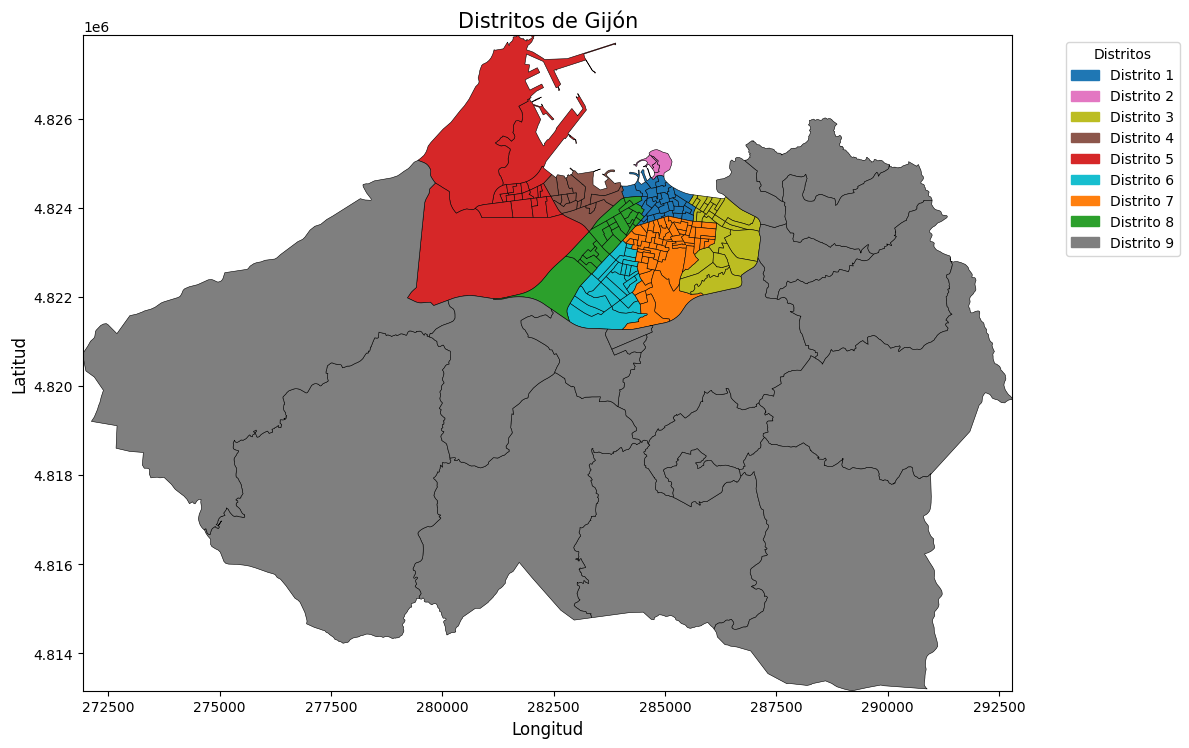 Distritos de Gijón
1e6
4.826
4.824
4.822
4.820
4.818
4.816
4.814
Latitud
272500 275000 277500 280000 282500 285000 287500 290000 292500
Longitud
Distritos
Distrito 1
Distrito 2
Distrito 3
Distrito 4
Distrito 5
Distrito 6
Distrito 7
Distrito 8
Distrito 9